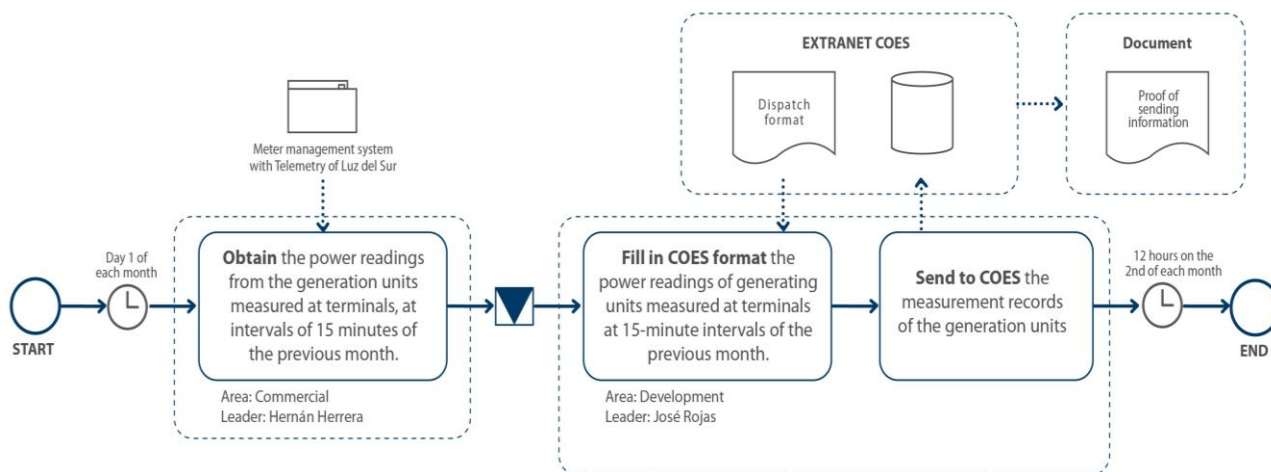 EXTRANET COES
Document
Dispatch
format
Proof of
sending
information
Meter management system
with Telemetry of Luz del Sur
START
Day 1 of
each month
Obtain the power readings
from the generation units
measured at terminals, at
intervals of 15 minutes of
the previous month.
Area: Commercial
Leader: Hernán Herrera
Fill in COES format the
power readings of generating
units measured at terminals
at 15-minute intervals of the
previous month.
Area: Development
Leader: José Rojas
Send to COES the
measurement records
of the generation units
12 hours on the
2nd of each month
END